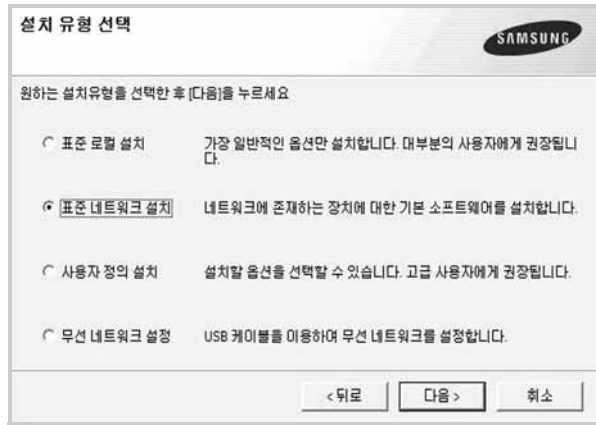 설치 유형 선택
SAMSUNG
원하는 설치유형을 선택한 후 [다음]을 누르세요
표준 로컬 설치
가장 일반적인 옵션만 설치합니다. 대부분의 사용자에게 권장됩니
다.
표준 네트워크 설치
네트워크에 존재하는 장치에 대한 기본 소프트웨어를 설치합니다.
사용자 정의 설치
설치할 옵션을 선택할 수 있습니다. 고급 사용자에게 권장됩니다.
무선 네트워크 설정
USB 케이블을 이용하여 무선 네트워크를 설정합니다.
<뒤로
다음>
취소